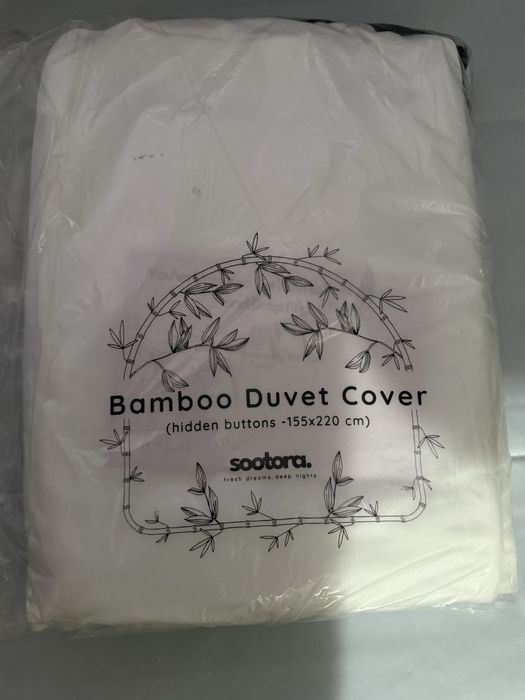 Bamboo Duvet Cover
(hidden buttons -155x220 cm)
sootora.
fresh dreams. deep nights